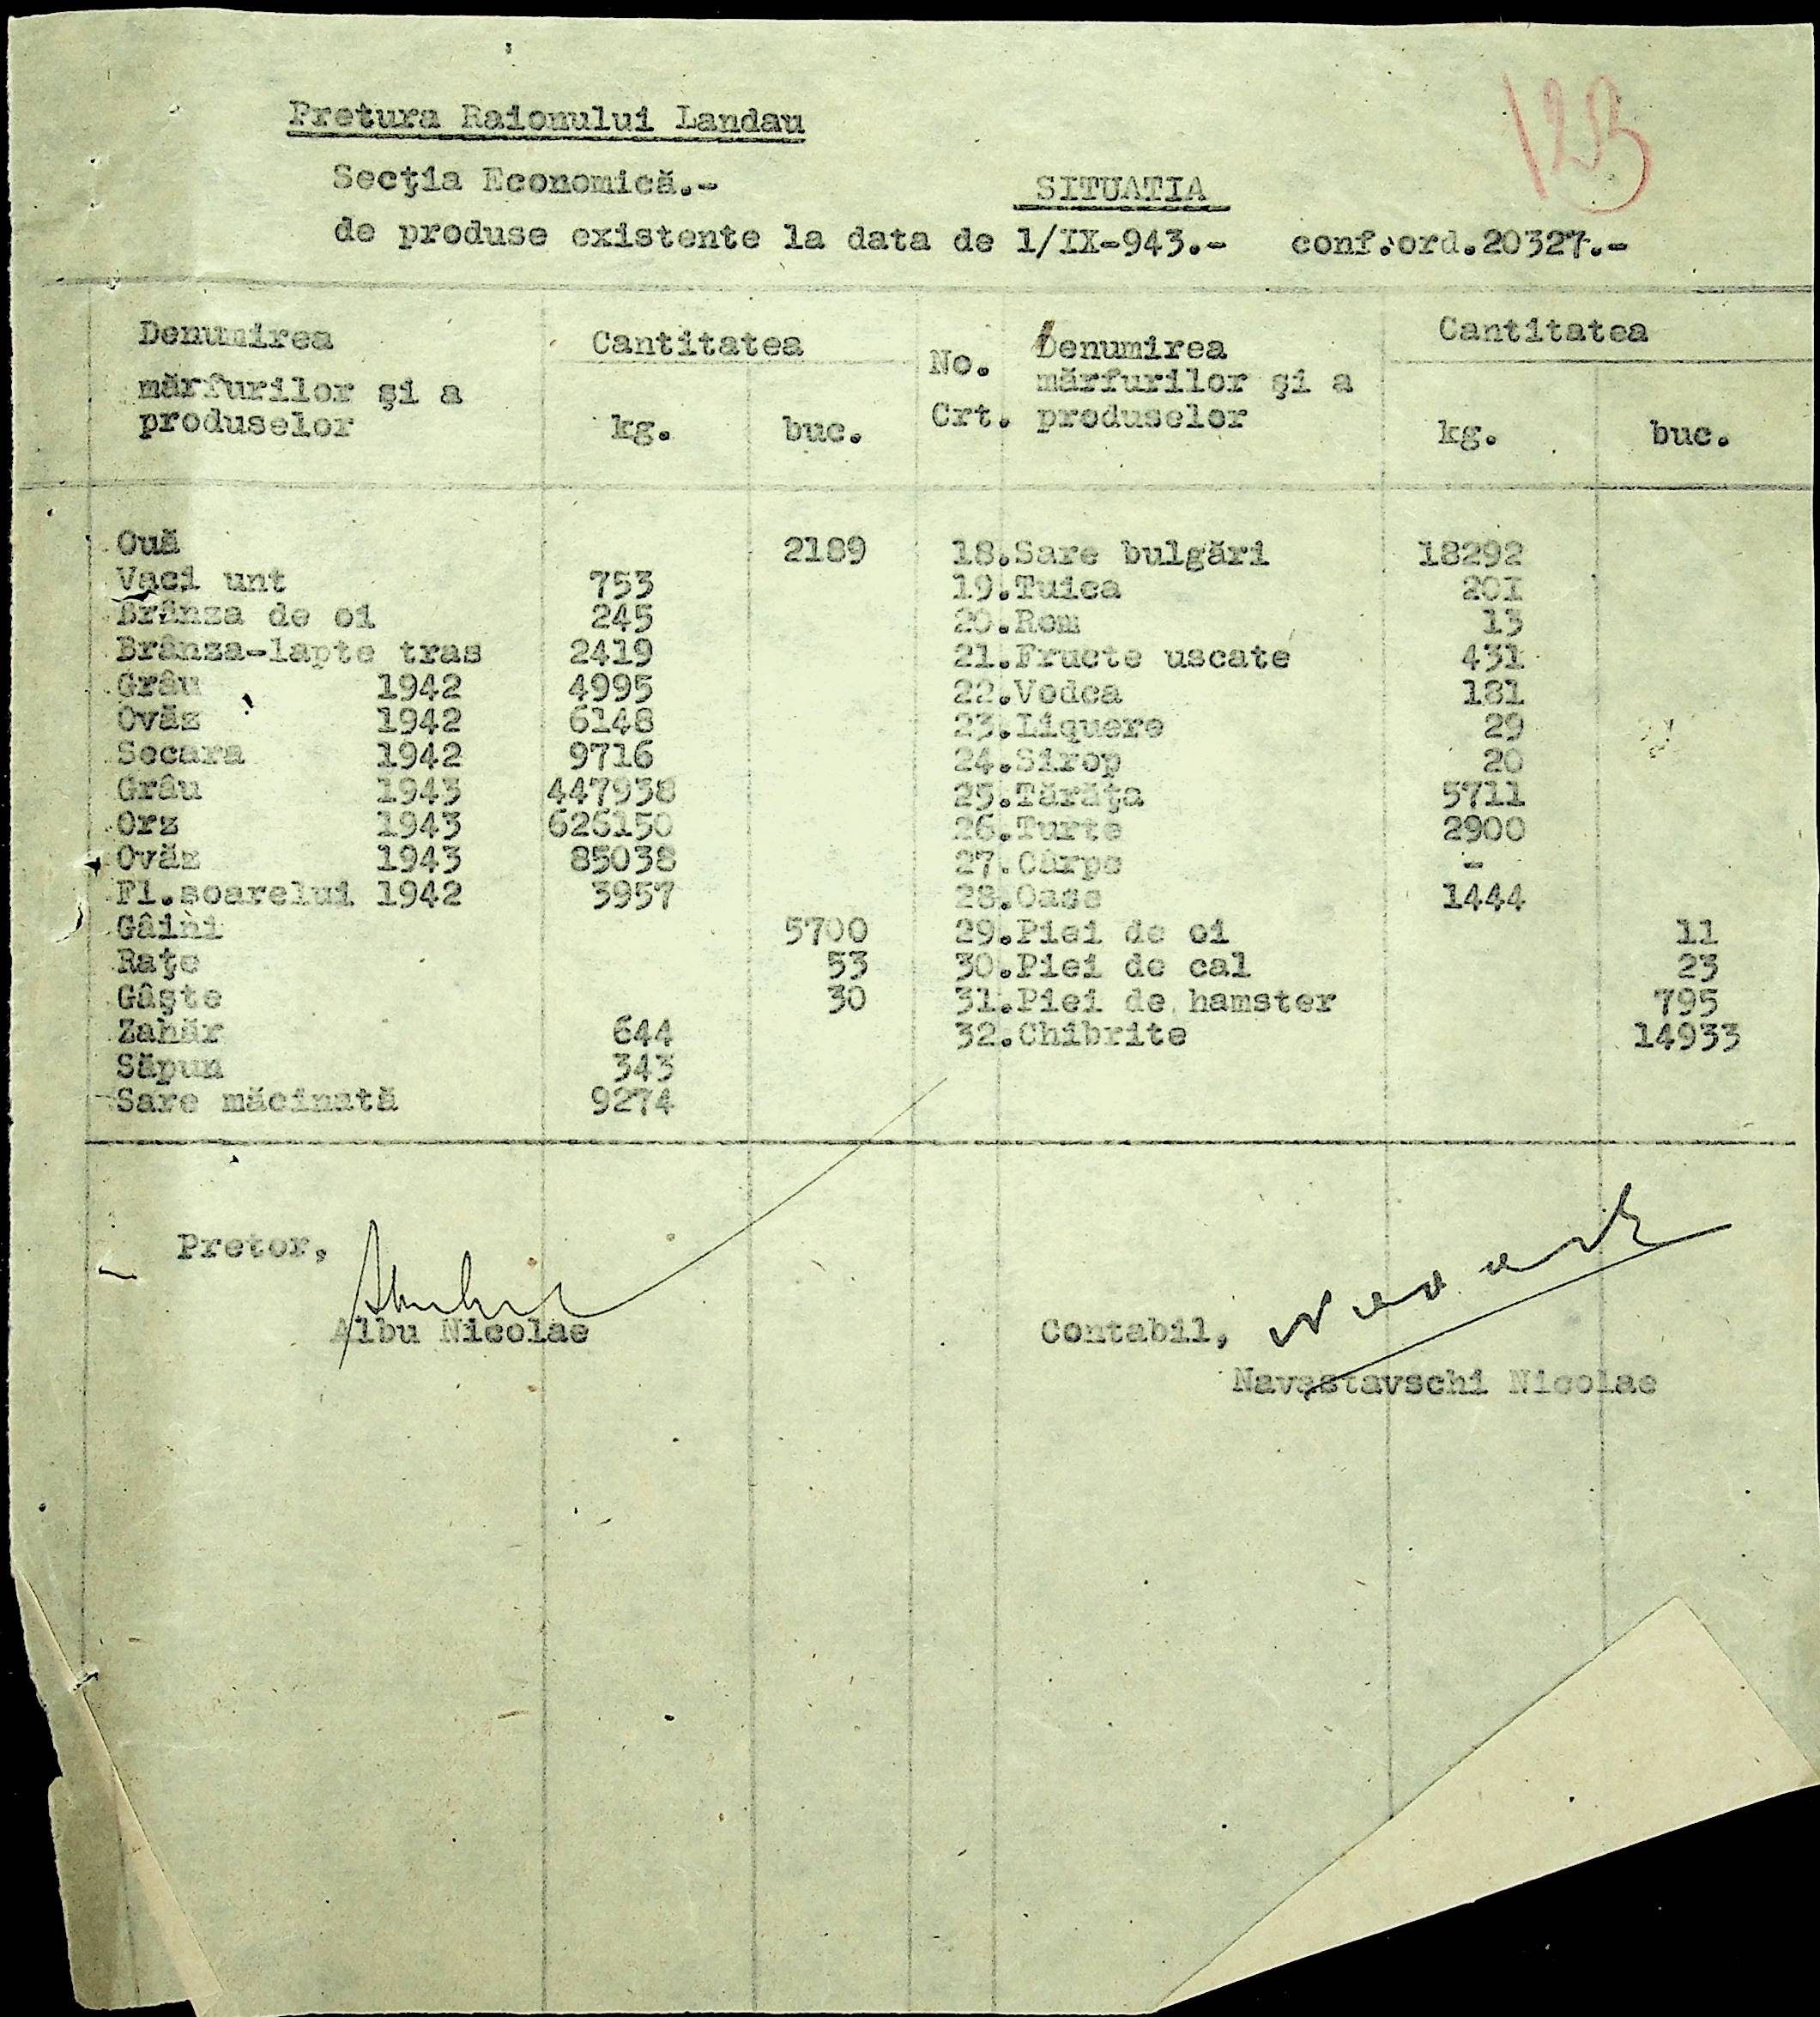 123
Pretura Raionului Landau
Secţia Economică.-
SITUATIA
de produse existente la data de 1/IX-943.- conf.ord.20327.-
Denumirea mărfurilor şi a produselor Cantitatea kg. buc. No. Crt. Denumirea mărfurilor şi a produselor Cantitatea kg. buc.
Ouă 2189 18.Sare bulgări 18292
Vaci unt 753 19.Tuica 201
Brânza de oi 245 20.Rom 13
Brânza-lapte tras 2419 21.Fructe uscate 431
Grâu 1942 4995 22.Vodca 181
Ovăz 1942 6148 23.Liquere 29
Secara 1942 9716 24.Sirop 20
Grâu 1943 447938 25.Tărăţa 5711
Orz 1943 626150 26.Turte 2900
Ovăz 1943 85038 27.Cârpe -
Fl.soarelui 1942 3957 28.Oase 1444
Gâini 5700 29.Piei de oi 11
Raţe 53 30.Piei de cal 23
Gâşte 30 31.Piei de hamster 795
Zahăr 644 32.Chibrite 14933
Săpun 343
Sare măcinată 9274
Pretor,
Albu Nicolae
Contabil,
Navastavschi Nicolae